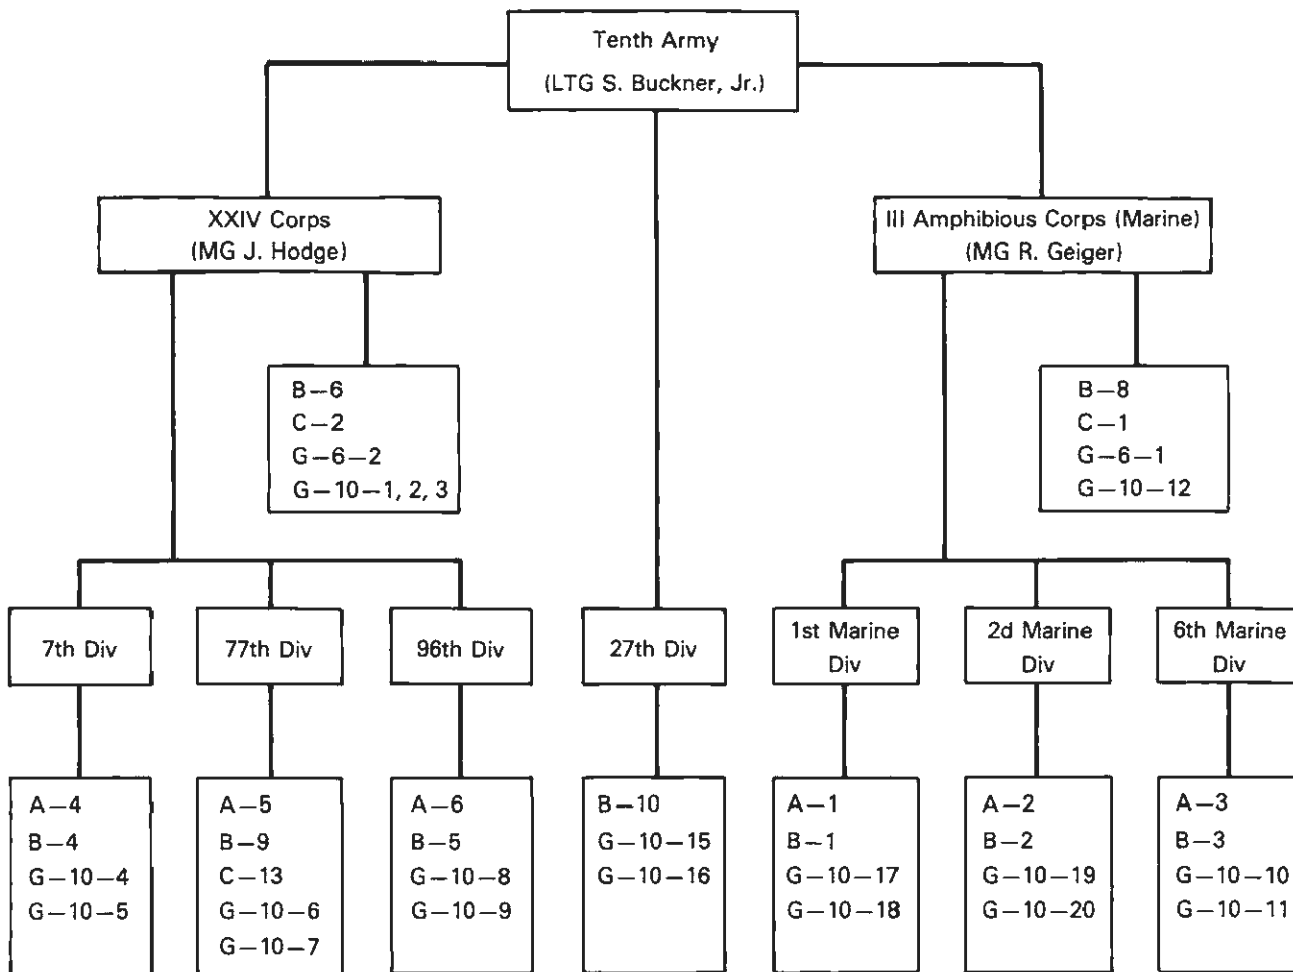 Tenth Army
(LTG S. Buckner, Jr.)
XXIV Corps
(MG J. Hodge)
III Amphibious Corps (Marine)
(MG R. Geiger)
B–6
C–2
G–6–2
G–10–1, 2, 3
B–8
C–1
G–6–1
G–10–12
7th Div
77th Div
96th Div
27th Div
1st Marine
Div
2d Marine
Div
6th Marine
Div
A–4
B–4
G–10–4
G–10–5
A–5
B–9
C–13
G–10–6
G–10–7
A–6
B–5
G–10–8
G–10–9
B–10
G–10–15
G–10–16
A–1
B–1
G–10–17
G–10–18
A–2
B–2
G–10–19
G–10–20
A–3
B–3
G–10–10
G–10–11